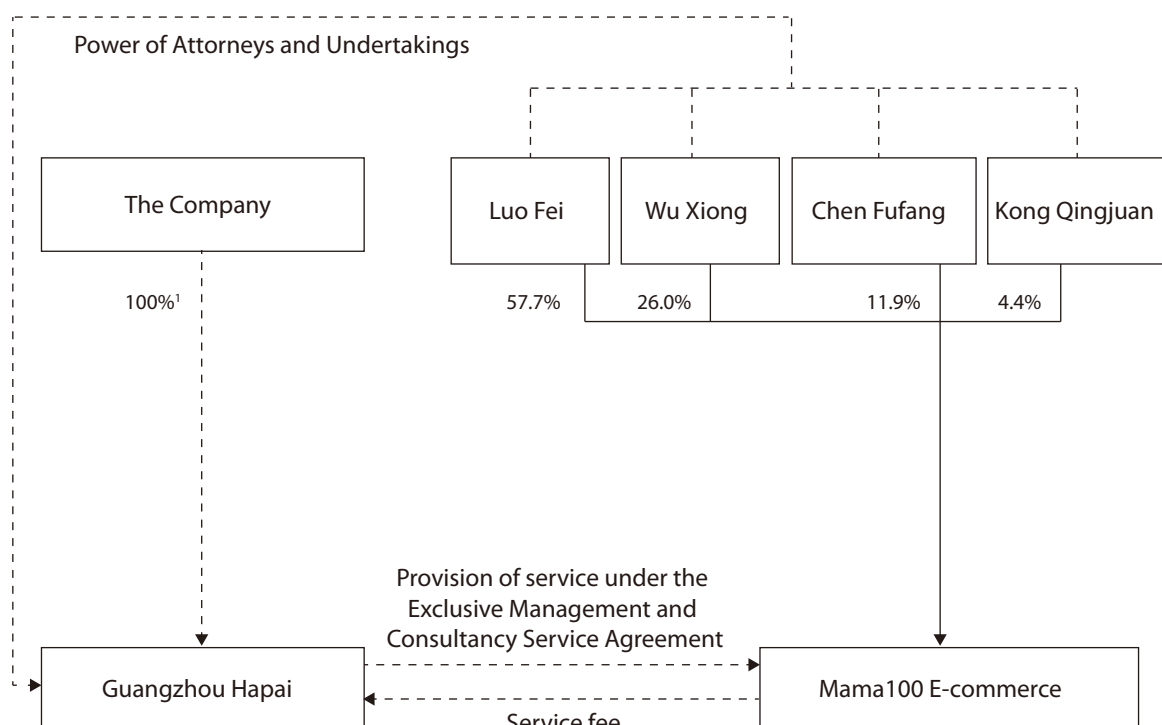 Power of Attorneys and Undertakings
The Company
Luo Fei
Wu Xiong
Chen Fufang
Kong Qingjuan
100%¹
57.7%
26.0%
11.9%
4.4%
Provision of service under the
Exclusive Management and
Consultancy Service Agreement
Guangzhou Hapai
Mama100 E-commerce
Service fee